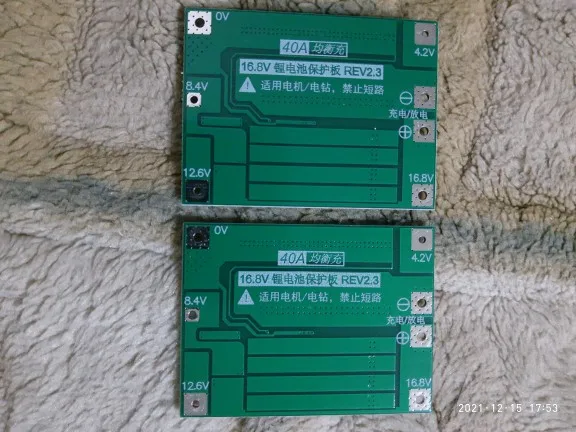 0V
4.2V
40A 均衡充
16.8V 锂电池保护板 REV2.3
8.4V
适用电机/电钻，禁止短路
充电/放电
12.6V
16.8V
0V
4.2V
40A 均衡充
16.8V 锂电池保护板 REV2.3
8.4V
适用电机/电钻，禁止短路
充电/放电
12.6V
16.8V
2021-12-15 17:53